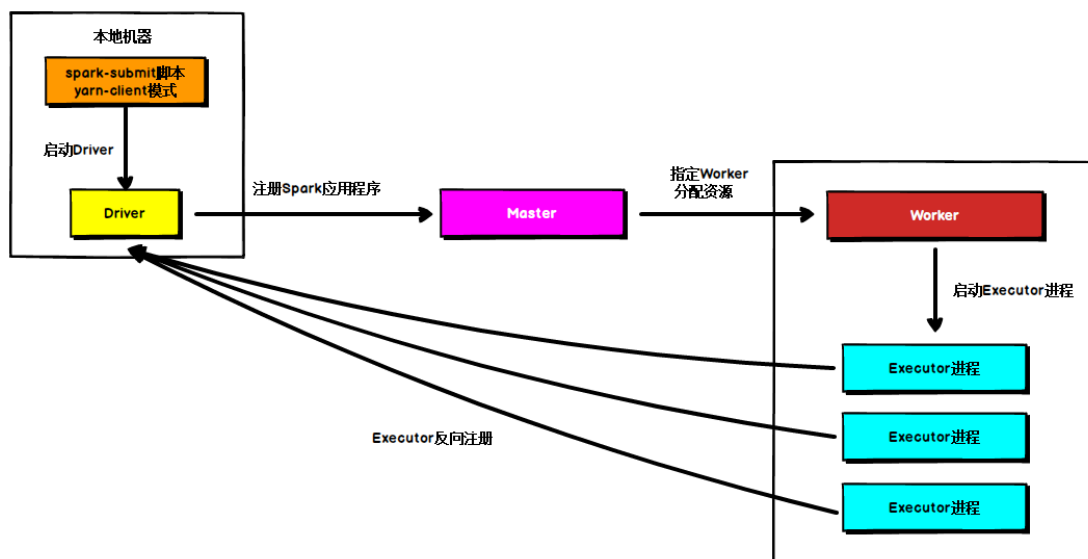 本地机器
spark-submit脚本
yarn-client模式
启动Driver
Driver
注册Spark应用程序
Master
指定Worker
分配资源
Worker
启动Executor进程
Executor进程
Executor进程
Executor反向注册
Executor进程